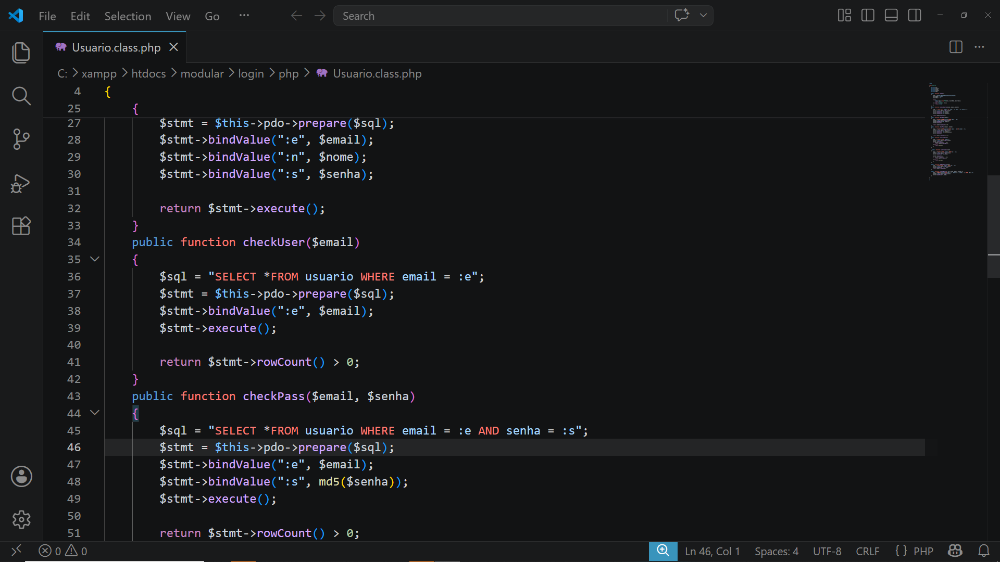 File Edit Selection View Go ··· Search
Usuario.class.php
C: > xampp > htdocs > modular > login > php > Usuario.class.php
4 {
25 {
27 $stmt = $this->pdo->prepare($sql);
28 $stmt->bindValue(":e", $email);
29 $stmt->bindValue(":n", $nome);
30 $stmt->bindValue(":s", $senha);
31
32 return $stmt->execute();
33 }
34 public function checkUser($email)
35 {
36 $sql = "SELECT *FROM usuario WHERE email = :e";
37 $stmt = $this->pdo->prepare($sql);
38 $stmt->bindValue(":e", $email);
39 $stmt->execute();
40
41 return $stmt->rowCount() > 0;
42 }
43 public function checkPass($email, $senha)
44 {
45 $sql = "SELECT *FROM usuario WHERE email = :e AND senha = :s";
46 $stmt = $this->pdo->prepare($sql);
47 $stmt->bindValue(":e", $email);
48 $stmt->bindValue(":s", md5($senha));
49 $stmt->execute();
50
51 return $stmt->rowCount() > 0;
0 0 Ln 46, Col 1 Spaces: 4 UTF-8 CRLF {} PHP